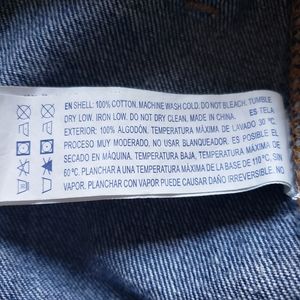 EN SHELL: 100% COTTON. MACHINE WASH COLD. DO NOT BLEACH. TUMBLE
DRY LOW. IRON LOW. DO NOT DRY CLEAN. MADE IN CHINA. ES TELA
EXTERIOR: 100% ALGODÓN. TEMPERATURA MÁXIMA DE LAVADO 30 ºC.
PROCESO MUY MODERADO, NO USAR BLANQUEADOR. ES POSIBLE EL
SECADO EN MÁQUINA. TEMPERATURA BAJA; TEMPERATURA MÁXIMA DE
60 ºC. PLANCHAR A UNA TEMPERATURA MÁXIMA DE LA BASE DE 110 ºC, SIN
VAPOR. PLANCHAR CON VAPOR PUEDE CAUSAR DAÑO IRREVERSIBLE. NO